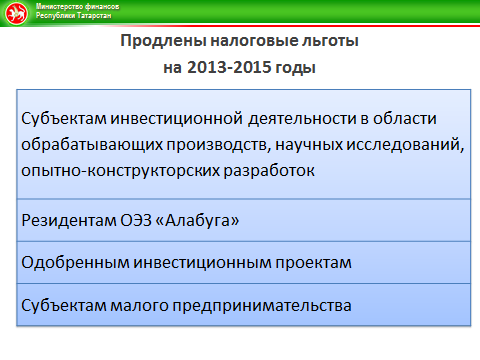 Министерство финансов
Республики Татарстан
Продлены налоговые льготы
на 2013-2015 годы
Субъектам инвестиционной деятельности в области
обрабатывающих производств, научных исследований,
опытно-конструкторских разработок
Резидентам ОЭЗ «Алабуга»
Одобренным инвестиционным проектам
Субъектам малого предпринимательства